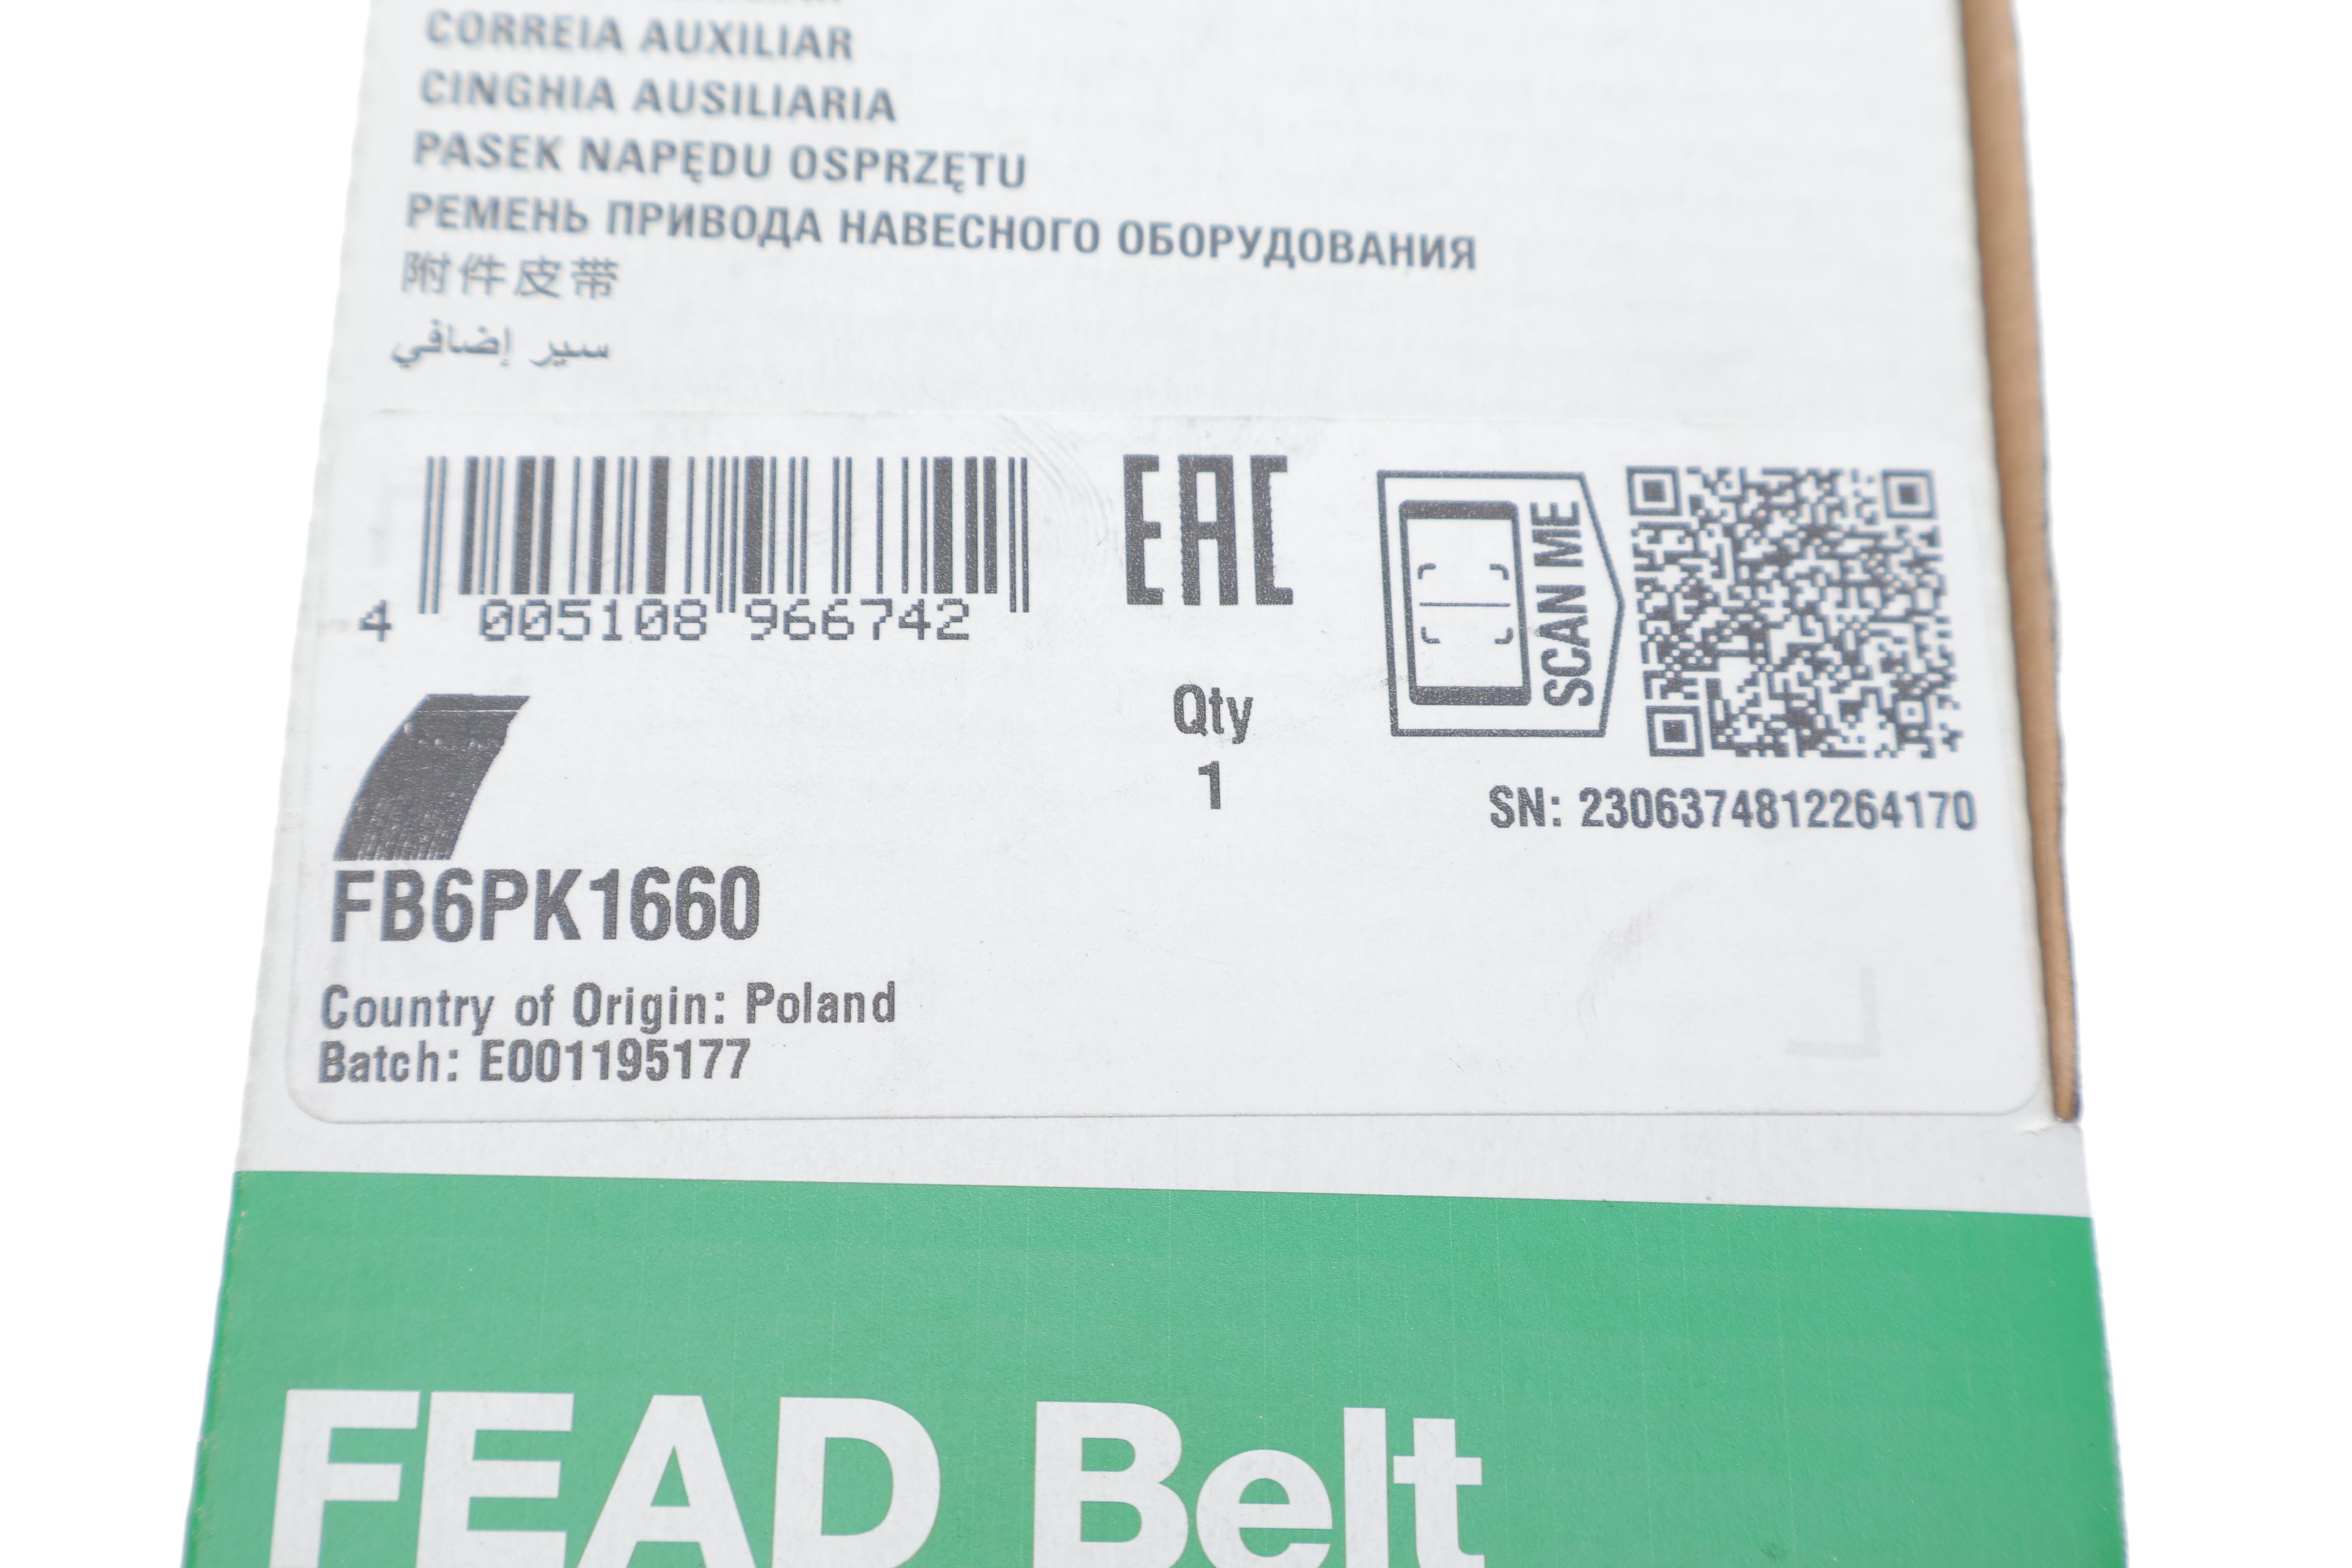 CORREIA AUXILIAR
CINGHIA AUSILIARIA
PASEK NAPĘDU OSPRZĘTU
РЕМЕНЬ ПРИВОДА НАВЕСНОГО ОБОРУДОВАНИЯ
附件皮带
سير إضافي
4 005108 966742
EAC
SCAN ME
Qty
1
SN: 2306374812264170
FB6PK1660
Country of Origin: Poland
Batch: E001195177
FEAD Belt